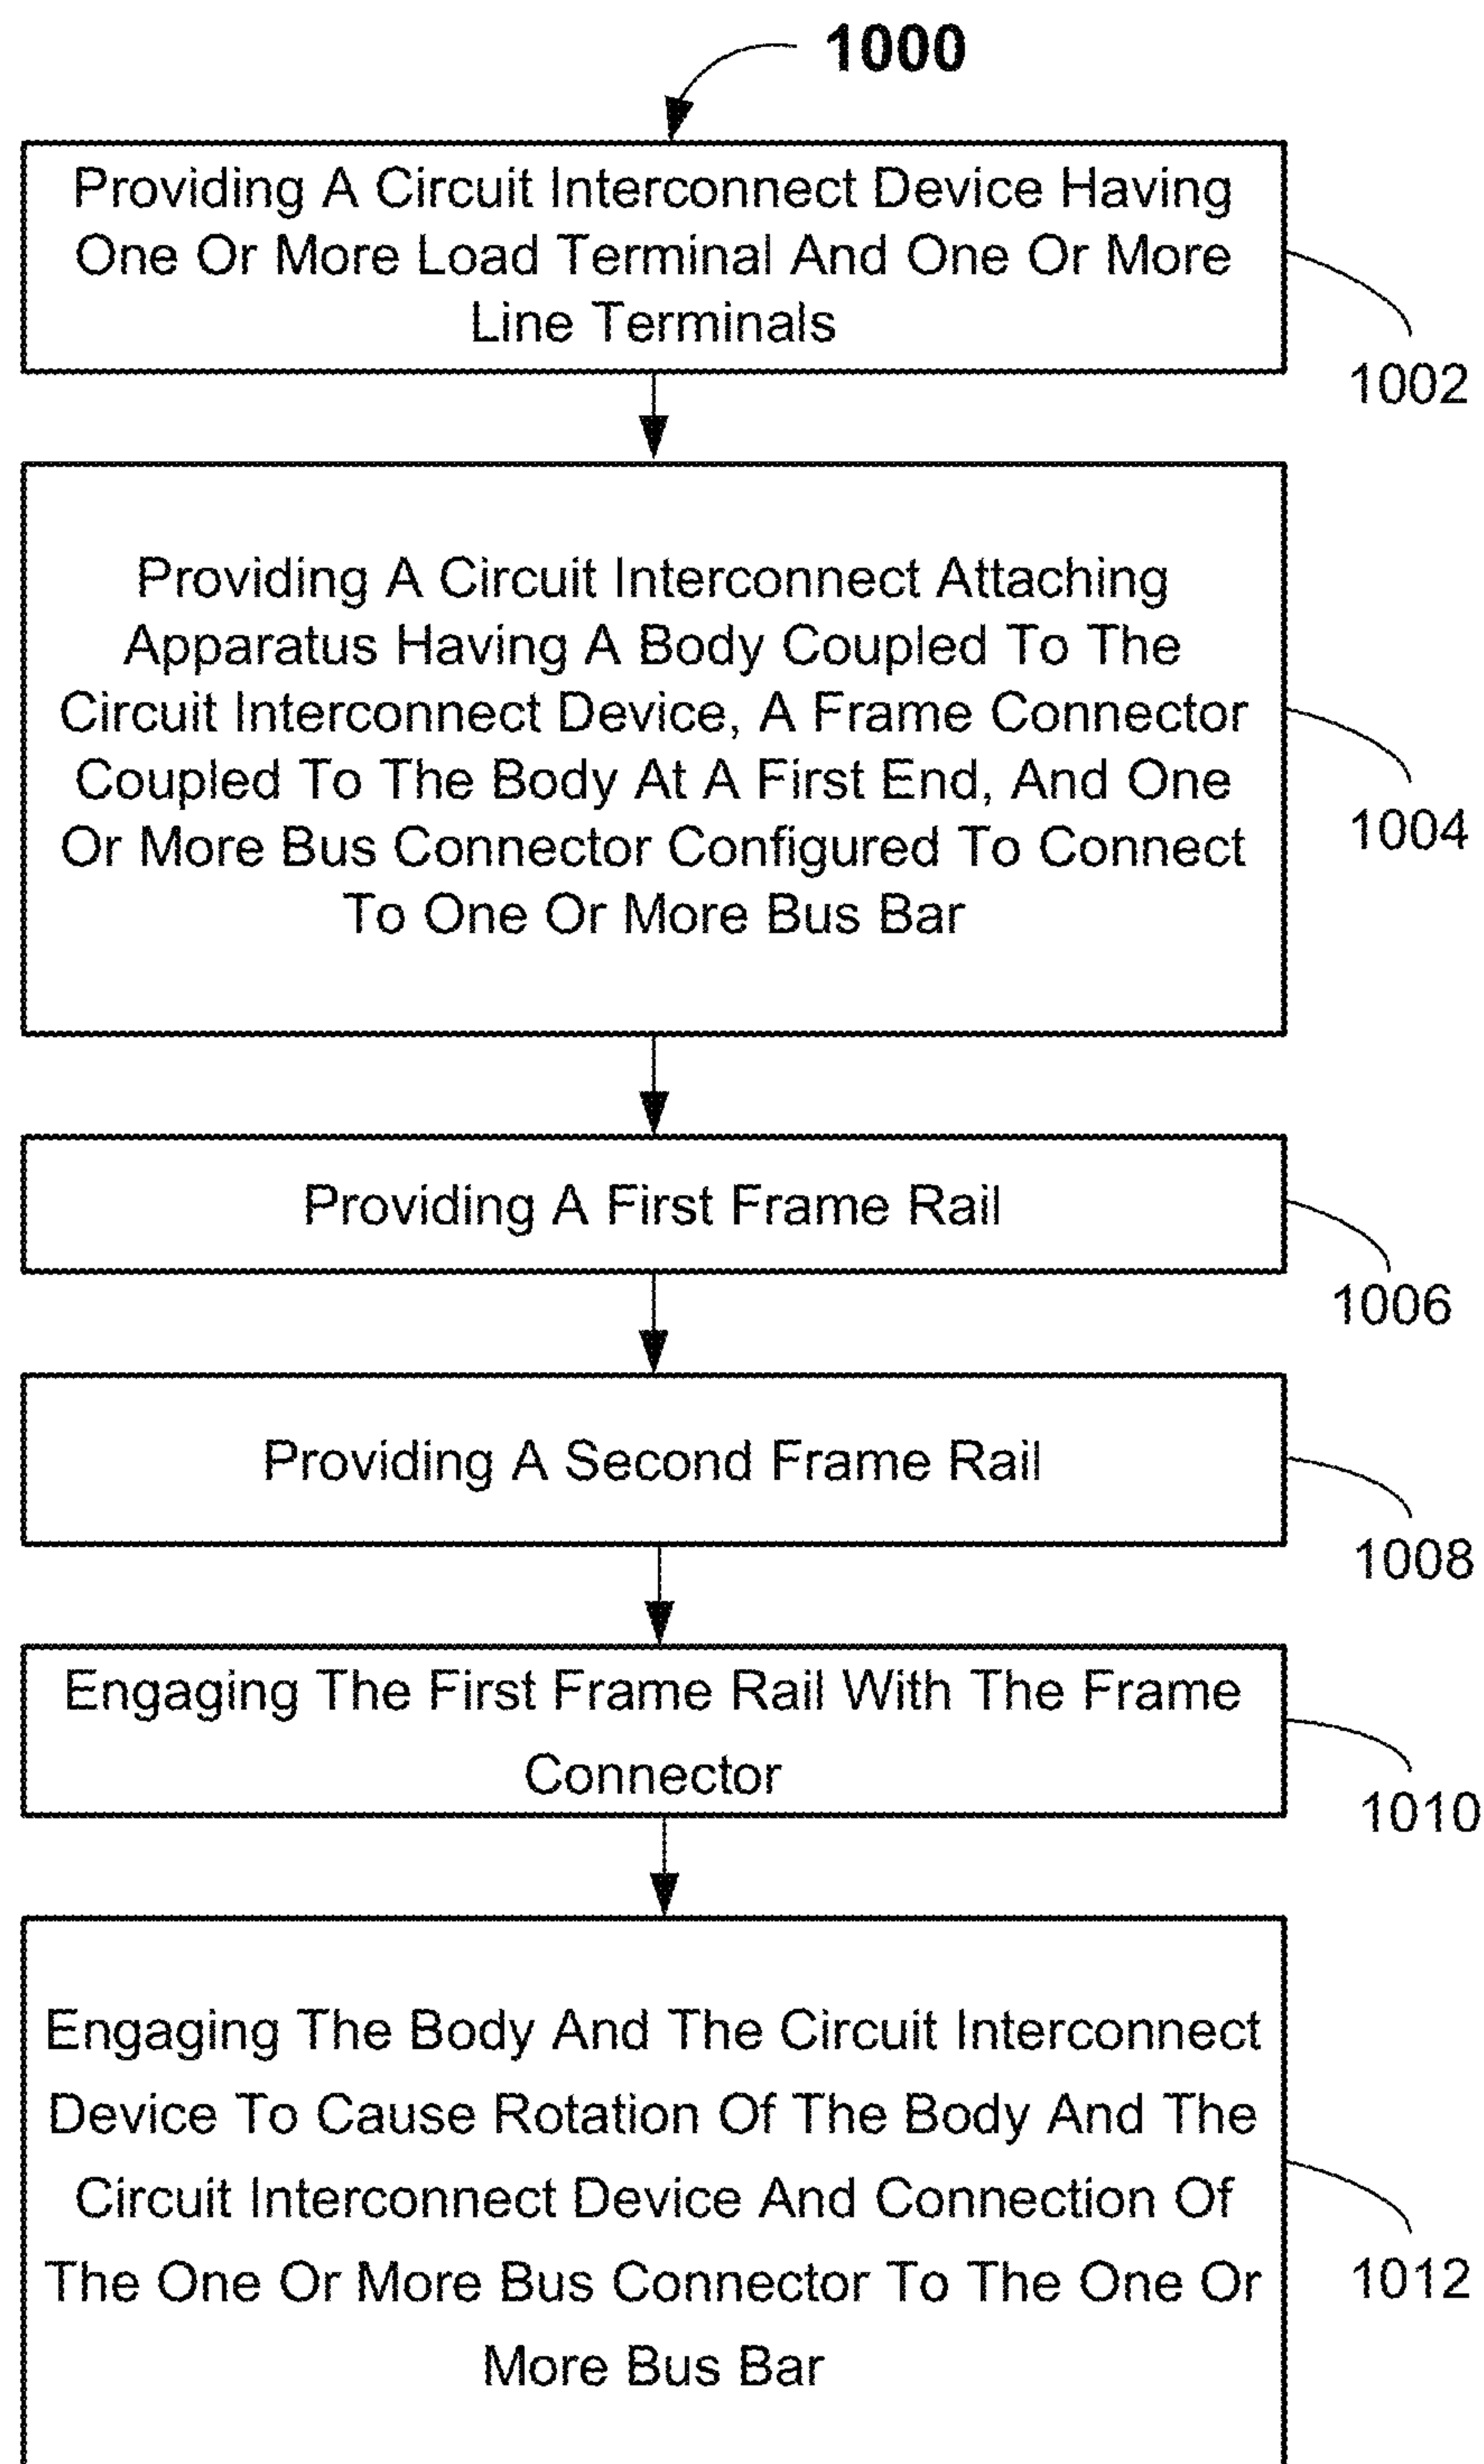 1000
Providing A Circuit Interconnect Device Having
One Or More Load Terminal And One Or More
Line Terminals
1002
Providing A Circuit Interconnect Attaching
Apparatus Having A Body Coupled To The
Circuit Interconnect Device, A Frame Connector
Coupled To The Body At A First End, And One
Or More Bus Connector Configured To Connect
To One Or More Bus Bar
1004
Providing A First Frame Rail
1006
Providing A Second Frame Rail
1008
Engaging The First Frame Rail With The Frame
Connector
1010
Engaging The Body And The Circuit Interconnect
Device To Cause Rotation Of The Body And The
Circuit Interconnect Device And Connection Of
The One Or More Bus Connector To The One Or
More Bus Bar
1012